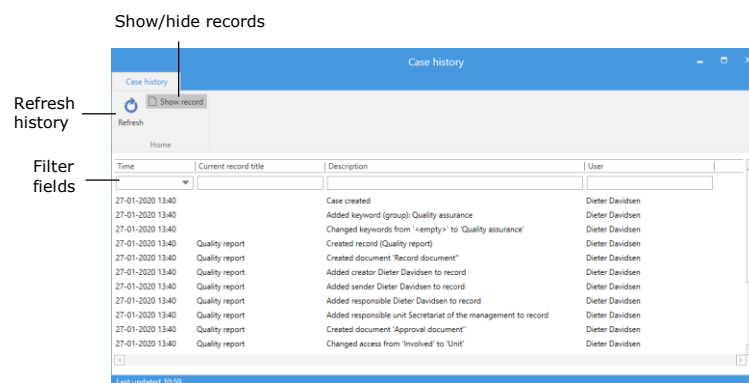 Show/hide records
Case history
Case history
Show record
Refresh
Home
Refresh
history
Filter
fields
Time Current record title Description User
27-01-2020 13:40 Case created Dieter Davidsen
27-01-2020 13:40 Added keyword (group): Quality assurance Dieter Davidsen
27-01-2020 13:40 Changed keywords from '<empty>' to 'Quality assurance' Dieter Davidsen
27-01-2020 13:40 Quality report Created record (Quality report) Dieter Davidsen
27-01-2020 13:40 Quality report Created document 'Record document" Dieter Davidsen
27-01-2020 13:40 Quality report Added creator Dieter Davidsen to record Dieter Davidsen
27-01-2020 13:40 Quality report Added sender Dieter Davidsen to record Dieter Davidsen
27-01-2020 13:40 Quality report Added responsible Dieter Davidsen to record Dieter Davidsen
27-01-2020 13:40 Quality report Added responsible unit Secretariat of the management to record Dieter Davidsen
27-01-2020 13:40 Quality report Created document 'Approval document" Dieter Davidsen
27-01-2020 13:40 Quality report Changed access from 'Involved' to 'Unit' Dieter Davidsen
Last updated 10:59